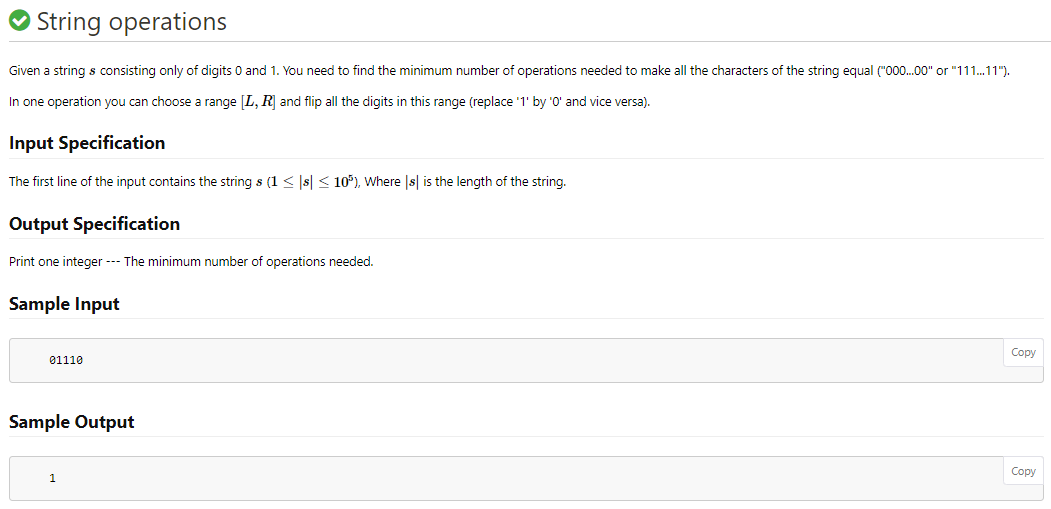 String operations
Given a string s consisting only of digits 0 and 1. You need to find the minimum number of operations needed to make all the characters of the string equal ("000...00" or "111...11").
In one operation you can choose a range [L, R] and flip all the digits in this range (replace '1' by '0' and vice versa).
Input Specification
The first line of the input contains the string s (1 ≤ |s| ≤ 10⁵), Where |s| is the length of the string.
Output Specification
Print one integer --- The minimum number of operations needed.
Sample Input
Copy
01110
Sample Output
Copy
1